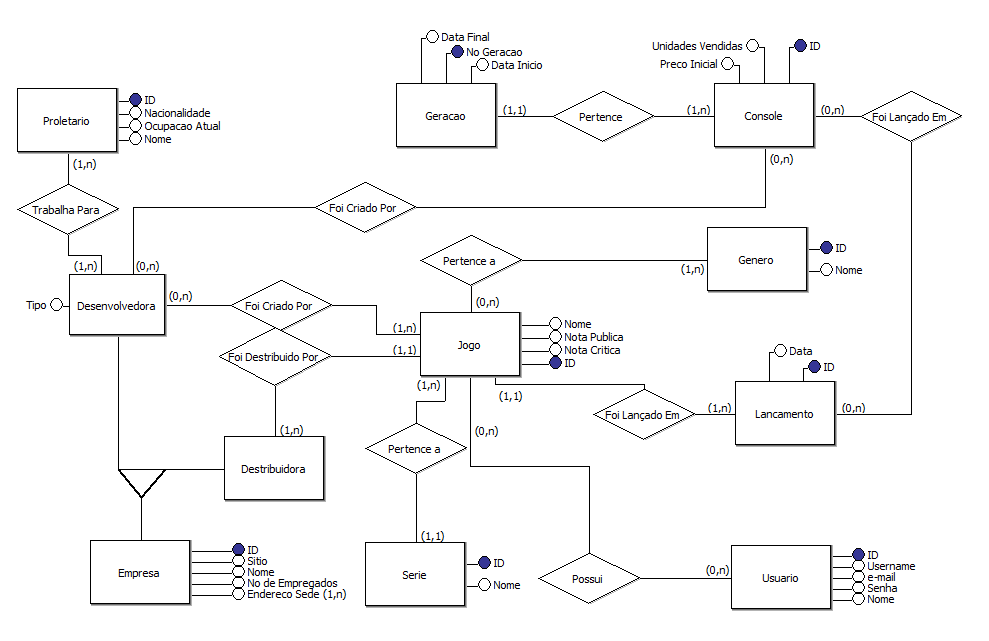 Data Final
No Geracao
Data Inicio
Unidades Vendidas
ID
Preco Inicial
Proletario
ID
Nacionalidade
Ocupacao Atual
Nome
Geracao
(1,1)
Pertence
(1,n)
Console
(0,n)
Foi Lançado Em
(1,n)
(0,n)
Trabalha Para
Foi Criado Por
(1,n)
(0,n)
Pertence a
(1,n)
Genero
ID
Nome
Tipo
Desenvolvedora
(0,n)
Foi Criado Por
(0,n)
(1,n)
Foi Destribuido Por
(1,1)
Jogo
Nome
Nota Publica
Nota Critica
ID
Data
ID
(1,n)
(1,1)
Foi Lançado Em
(1,n)
Lancamento
(0,n)
(1,n)
(0,n)
Pertence a
Destribuidora
(1,1)
Empresa
ID
Sitio
Nome
No de Empregados
Endereco Sede (1,n)
Serie
ID
Nome
Possui
(0,n)
Usuario
ID
Username
e-mail
Senha
Nome